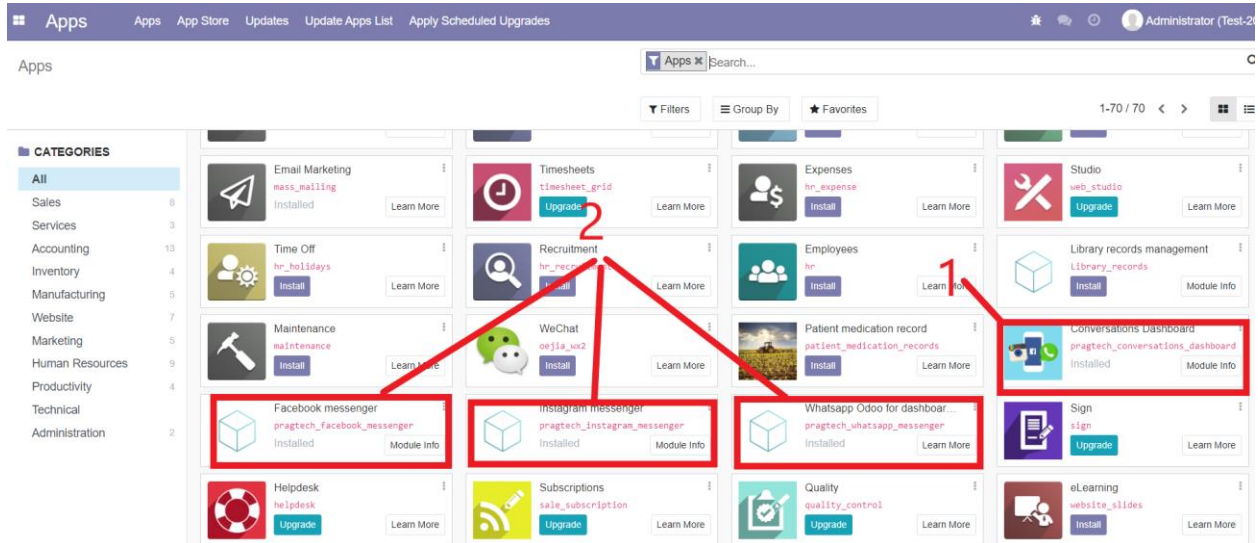 Apps Apps App Store Updates Update Apps List Apply Scheduled Upgrades Administrator (Test-20
Apps
Apps ✖ Search...
Filters Group By Favorites 1-70 / 70
CATEGORIES
All
Sales 8
Services 3
Accounting 13
Inventory 4
Manufacturing 5
Website 7
Marketing 5
Human Resources 9
Productivity 4
Technical
Administration 2
Email Marketing
mass_mailing
Installed Learn More
Timesheets
timesheet_grid
Upgrade Learn More
Expenses
hr_expense
Install Learn More
Studio
web_studio
Upgrade Learn More
2
Time Off
hr_holidays
Install Learn More
Recruitment
Install Learn More
Employees
hr
Install Learn More
1
Library records management
Library_records
Install Module Info
Maintenance
maintenance
Install Learn More
WeChat
oejia_wx2
Install Learn More
Patient medication record
patient_medication_records
Install Learn More
Conversations Dashboard
pragtech_conversations_dashboard
Installed Module Info
Facebook messenger
pragtech_facebook_messenger
Installed Module Info
Instagram messenger
pragtech_instagram_messenger
Installed Module Info
Whatsapp Odoo for dashboar...
pragtech_whatsapp_messenger
Installed Learn More
Sign
sign
Upgrade Learn More
Helpdesk
helpdesk
Upgrade Learn More
Subscriptions
sale_subscription
Upgrade Learn More
Quality
quality_control
Upgrade Learn More
eLearning
website_slides
Install Learn More